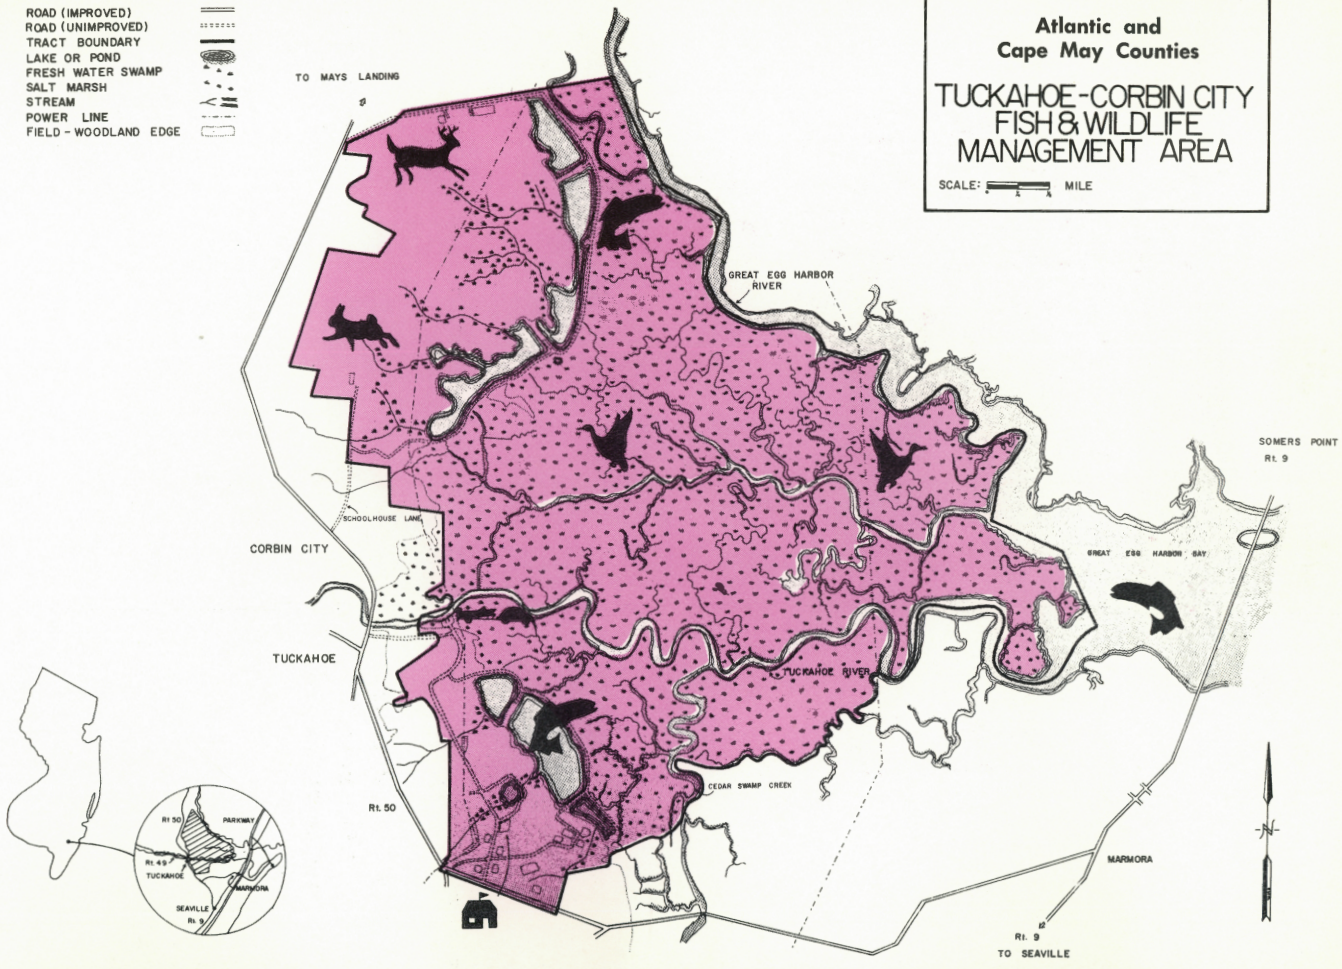 ROAD (IMPROVED)
ROAD (UNIMPROVED)
TRACT BOUNDARY
LAKE OR POND
FRESH WATER SWAMP
SALT MARSH
STREAM
POWER LINE
FIELD - WOODLAND EDGE
TO MAYS LANDING
Atlantic and
Cape May Counties
TUCKAHOE-CORBIN CITY
FISH & WILDLIFE
MANAGEMENT AREA
SCALE: MILE
GREAT EGG HARBOR
RIVER
SOMERS POINT
Rt. 9
SCHOOLHOUSE LANE
CORBIN CITY
GREAT EGG HARBOR BAY
TUCKAHOE
TUCKAHOE RIVER
CEDAR SWAMP CREEK
Rt. 50
Rt 50
PARKWAY
Rt. 49
TUCKAHOE
MARMORA
SEAVILLE
Rt. 9
MARMORA
N
Rt. 9
TO SEAVILLE